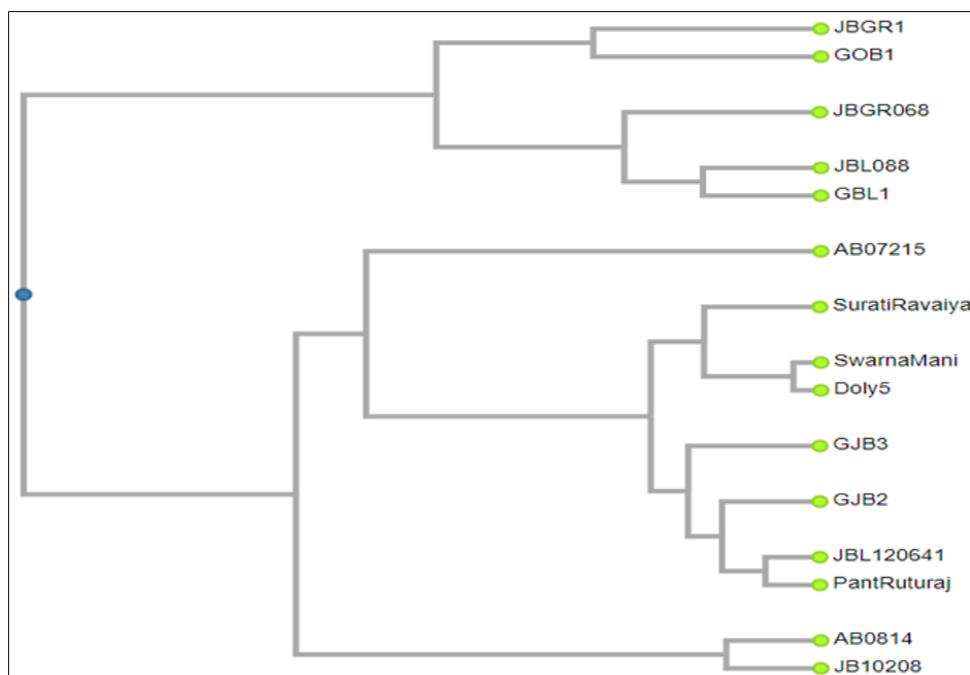 JBGR1
GOB1
JBGR068
JBL088
GBL1
AB07215
SuratiRavaiya
SwarnaMani
Doly5
GJB3
GJB2
JBL120641
PantRuturaj
AB0814
JB10208